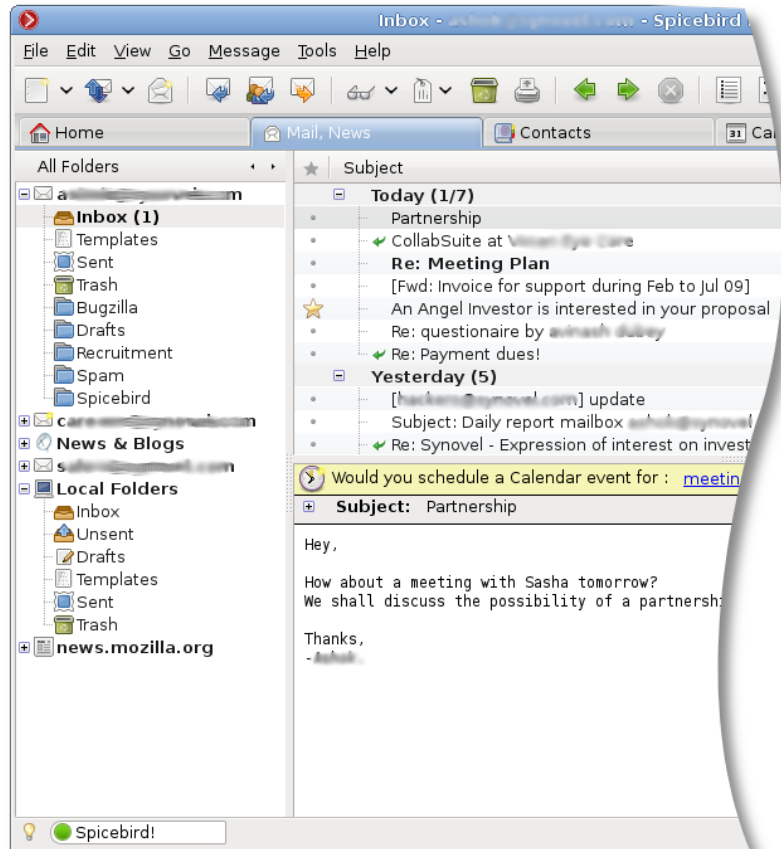 Inbox - - Spicebird
File Edit View Go Message Tools Help
Home Mail, News Contacts 31 Ca
All Folders
Inbox (1)
Templates
Sent
Trash
Bugzilla
Drafts
Recruitment
Spam
Spicebird
News & Blogs
Local Folders
Inbox
Unsent
Drafts
Templates
Sent
Trash
news.mozilla.org
Subject
Today (1/7)
Partnership
CollabSuite at
Re: Meeting Plan
[Fwd: Invoice for support during Feb to Jul 09]
An Angel Investor is interested in your proposal
Re: questionaire by
Re: Payment dues!
Yesterday (5)
] update
Subject: Daily report mailbox
Re: Synovel - Expression of interest on invest
Would you schedule a Calendar event for : meetin
Subject: Partnership
Hey,
How about a meeting with Sasha tomorrow?
We shall discuss the possibility of a partnersh
Thanks,
-
Spicebird!